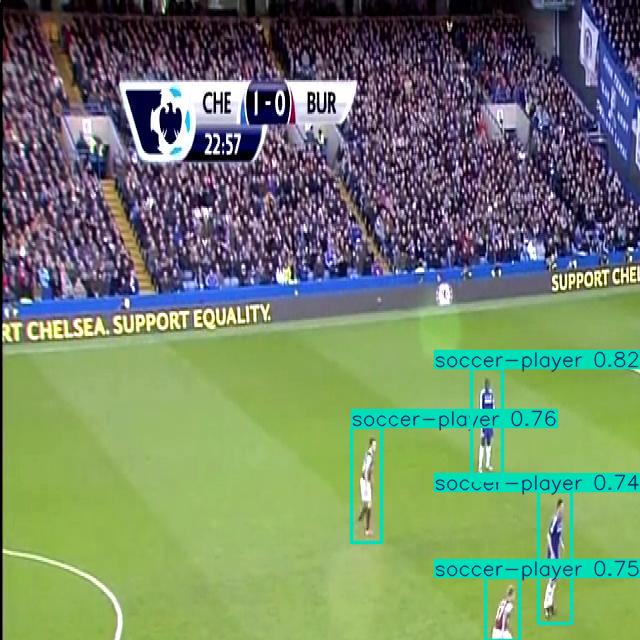 CHE 1-0 BUR
22:57
SUPPORT CHEL
RT CHELSEA. SUPPORT EQUALITY.
soccer-player 0.82
soccer-player 0.76
soccer-player 0.74
soccer-player 0.75